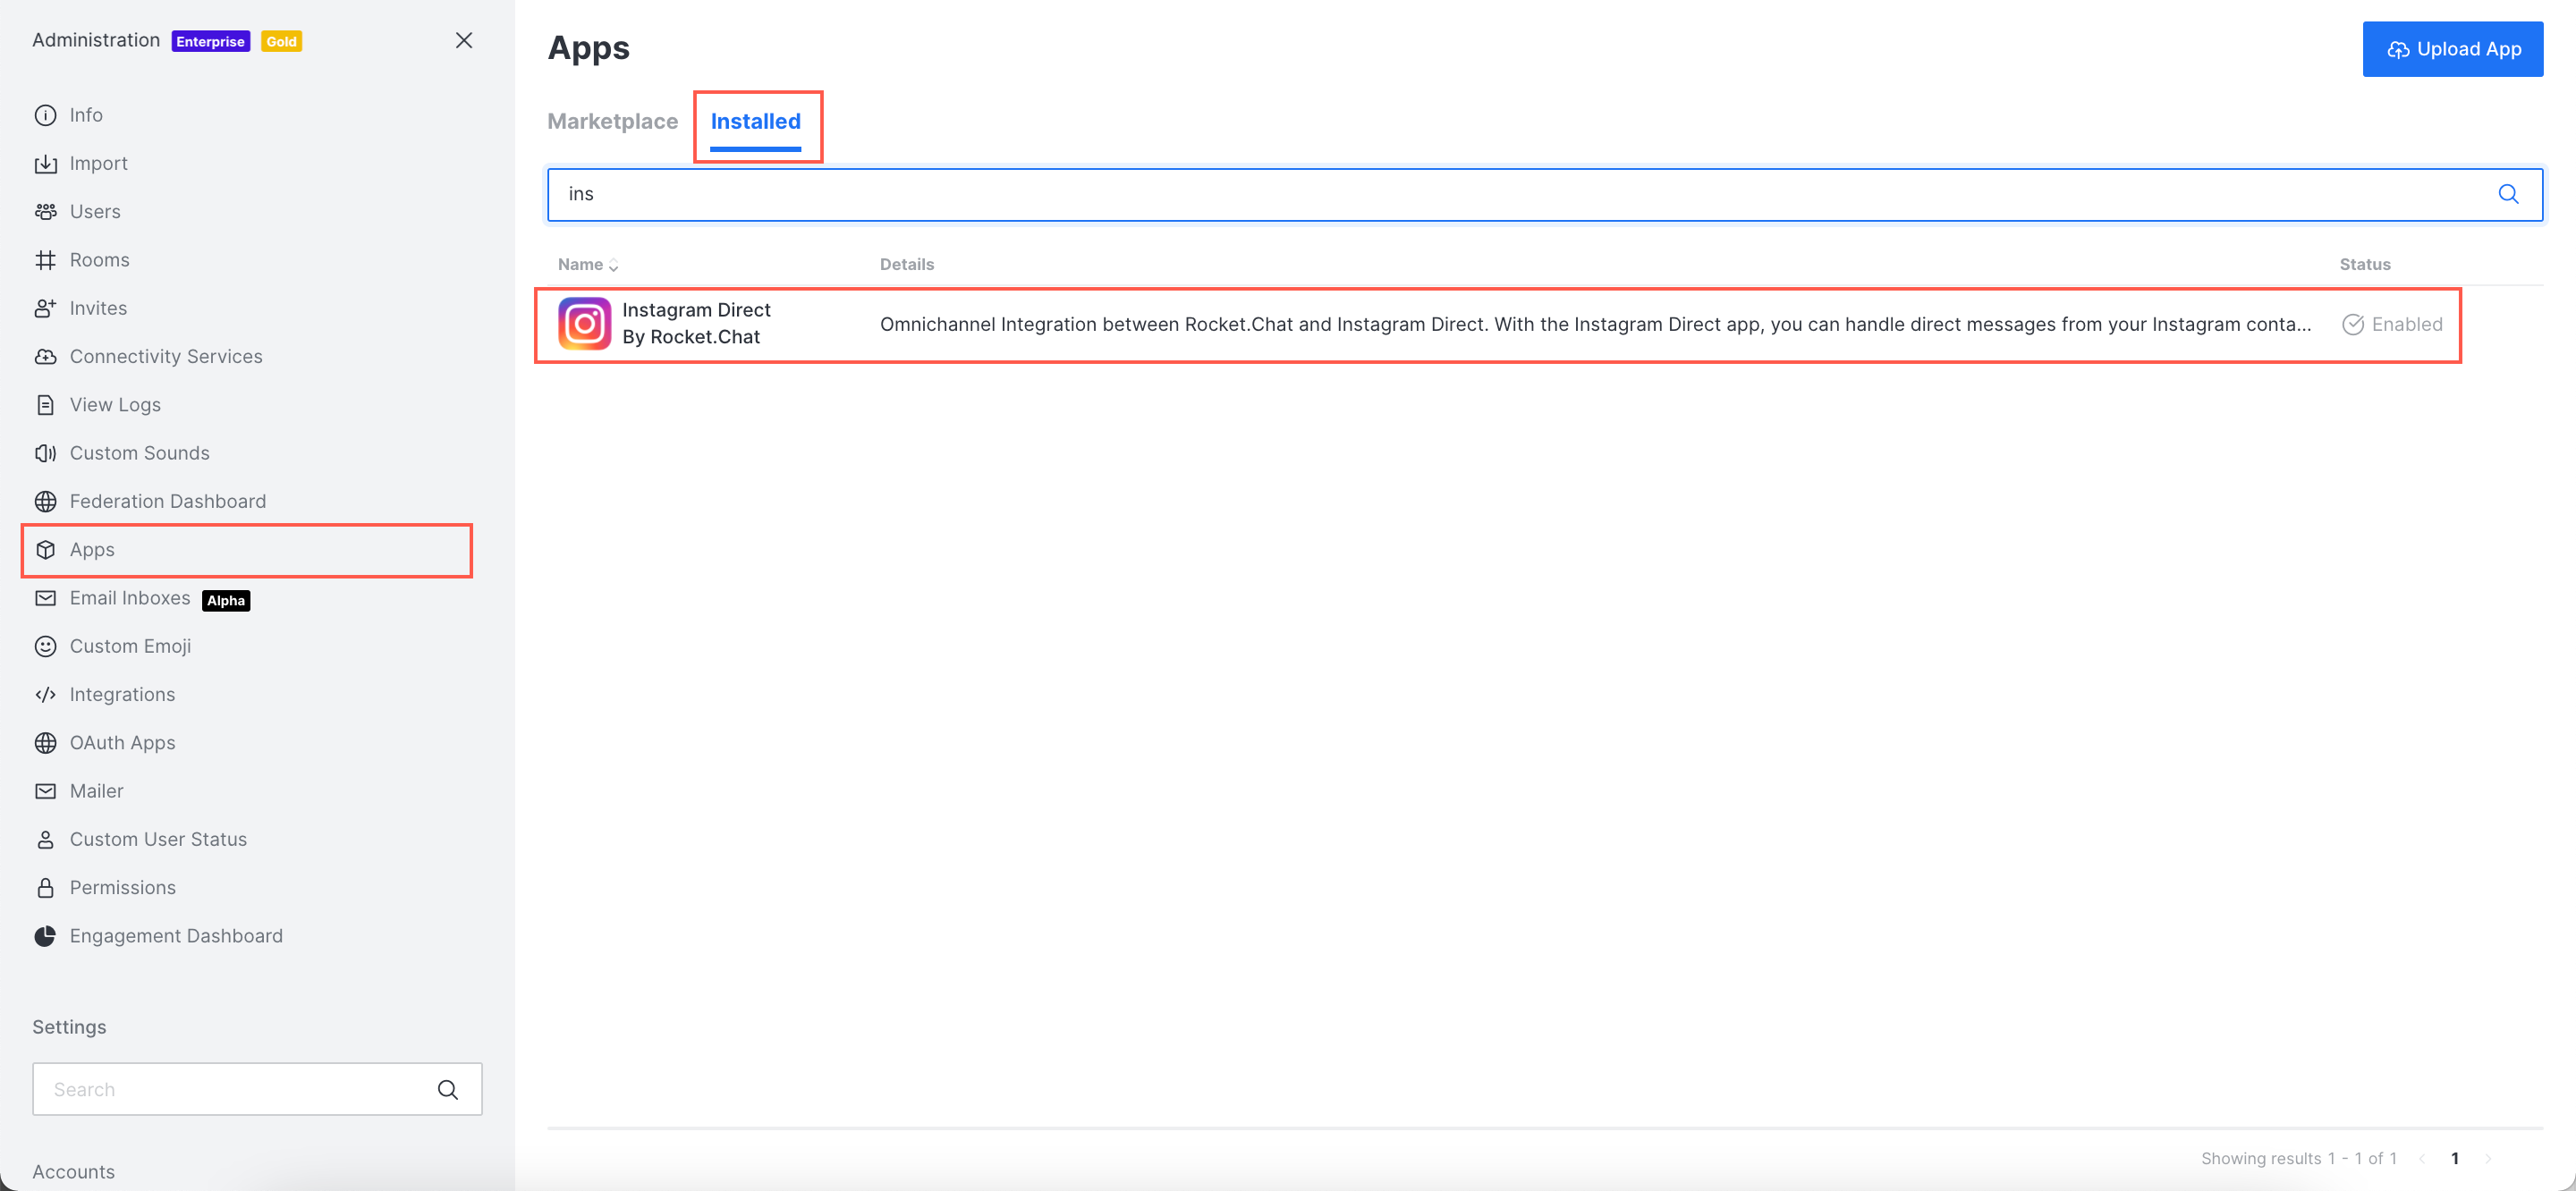 Administration Enterprise Gold
Info
Import
Users
Rooms
Invites
Connectivity Services
View Logs
Custom Sounds
Federation Dashboard
Apps
Email Inboxes Alpha
Custom Emoji
Integrations
OAuth Apps
Mailer
Custom User Status
Permissions
Engagement Dashboard
Settings
Search
Accounts
Apps
Upload App
Marketplace Installed
ins
Name Details Status
Instagram Direct
By Rocket.Chat
Omnichannel Integration between Rocket.Chat and Instagram Direct. With the Instagram Direct app, you can handle direct messages from your Instagram conta...
Enabled
Showing results 1 - 1 of 1 1